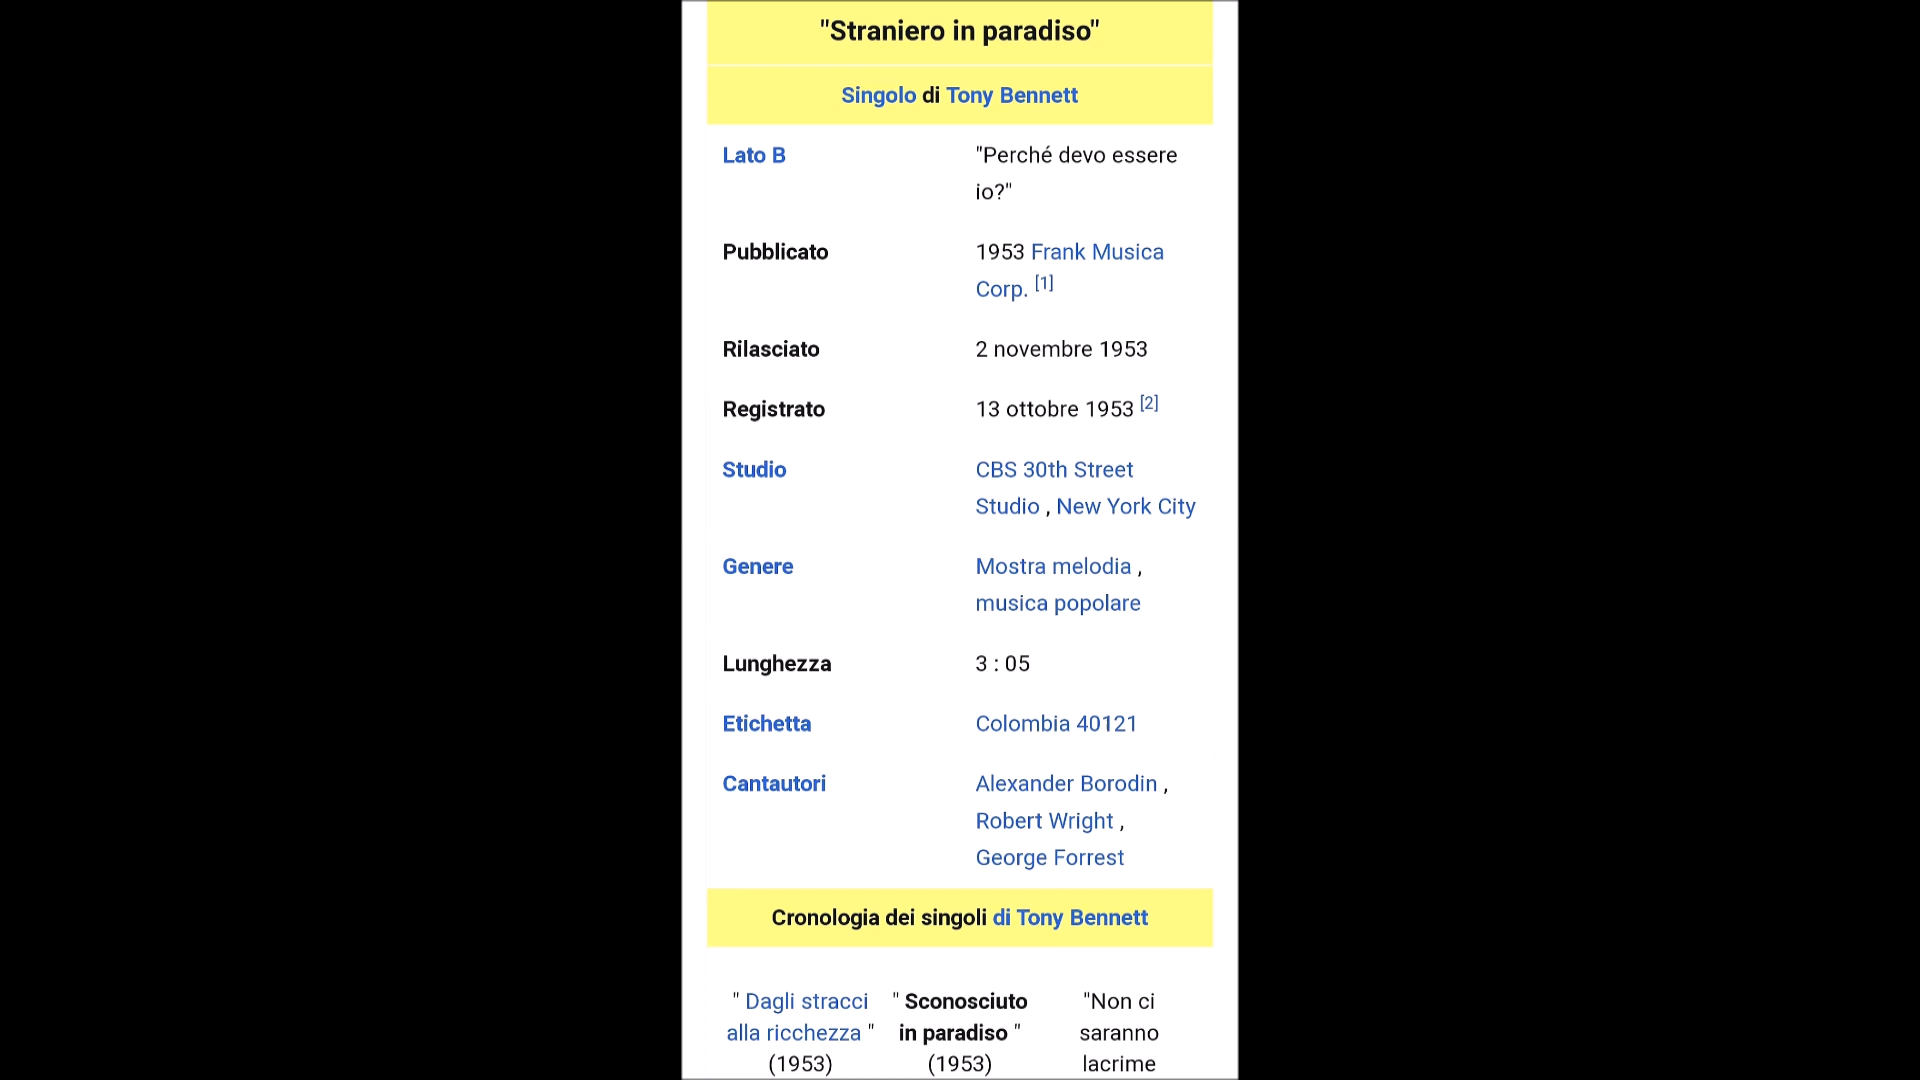 "Straniero in paradiso"
Singolo di Tony Bennett
Lato B
"Perché devo essere
io?"
Pubblicato
1953 Frank Musica
Corp. [1]
Rilasciato
2 novembre 1953
Registrato
13 ottobre 1953 [2]
Studio
CBS 30th Street
Studio , New York City
Genere
Mostra melodia ,
musica popolare
Lunghezza
3 : 05
Etichetta
Colombia 40121
Cantautori
Alexander Borodin ,
Robert Wright ,
George Forrest
Cronologia dei singoli di Tony Bennett
" Dagli stracci
alla ricchezza "
(1953)
" Sconosciuto
in paradiso "
(1953)
"Non ci
saranno
lacrime